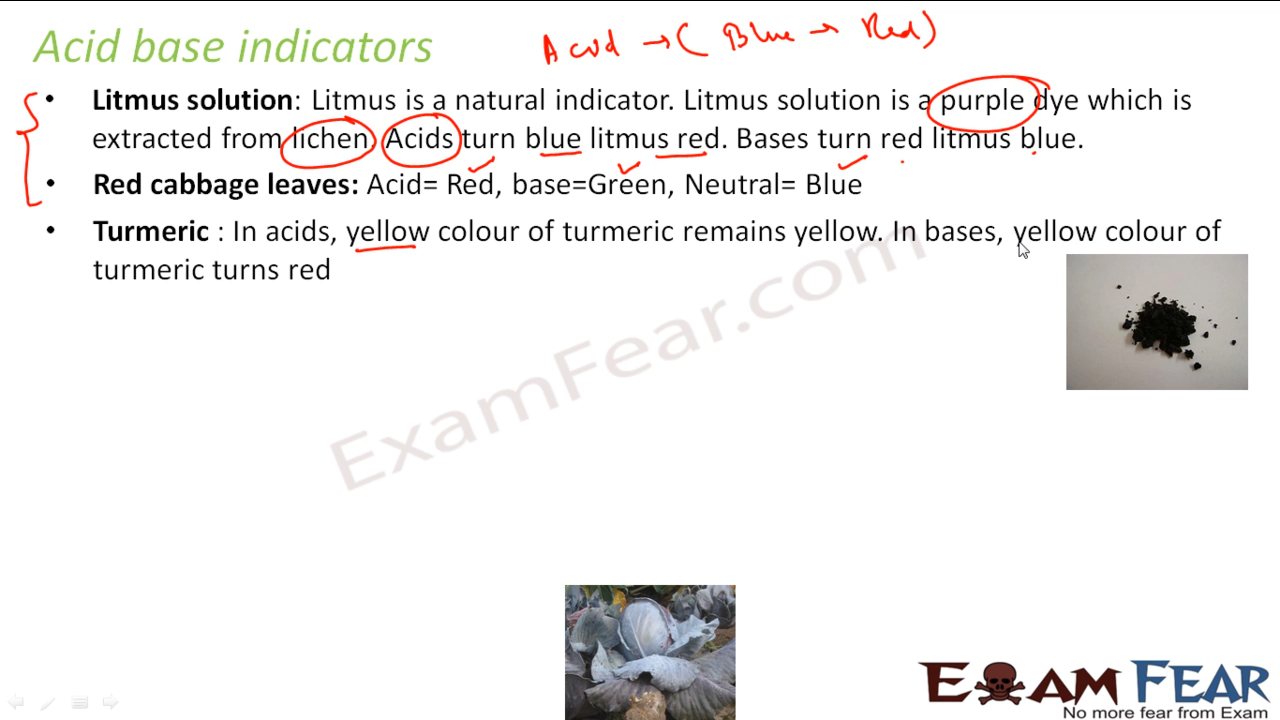 Acid base indicators
Acid → ( Blue → Red)
• Litmus solution: Litmus is a natural indicator. Litmus solution is a purple dye which is
extracted from lichen. Acids turn blue litmus red. Bases turn red litmus blue.
• Red cabbage leaves: Acid= Red, base=Green, Neutral= Blue
• Turmeric : In acids, yellow colour of turmeric remains yellow. In bases, yellow colour of
turmeric turns red
ExamFear.com
EXAM FEAR
No more fear from Exam